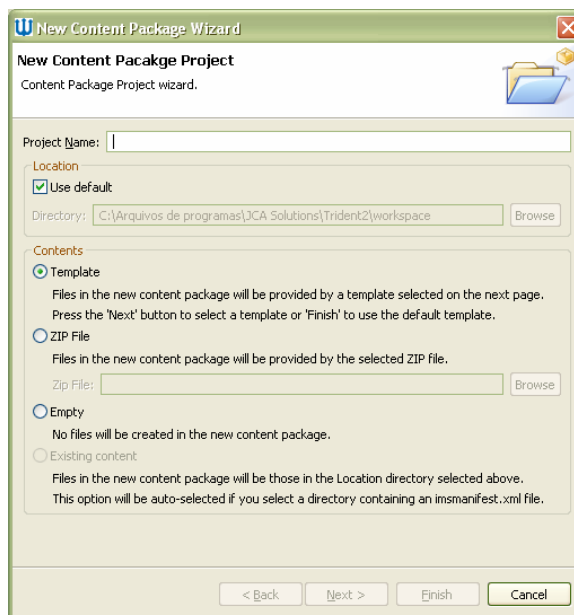 New Content Package Wizard
New Content Pacakge Project
Content Package Project wizard.
Project Name:
Location
Use default
Directory: C:\Arquivos de programas\JCA Solutions\Trident2\workspace Browse
Contents
Template
Files in the new content package will be provided by a template selected on the next page.
Press the 'Next' button to select a template or 'Finish' to use the default template.
ZIP File
Files in the new content package will be provided by the selected ZIP file.
Zip File: Browse
Empty
No files will be created in the new content package.
Existing content
Files in the new content package will be those in the Location directory selected above.
This option will be auto-selected if you select a directory containing an imsmanifest.xml file.
< Back Next > Finish Cancel